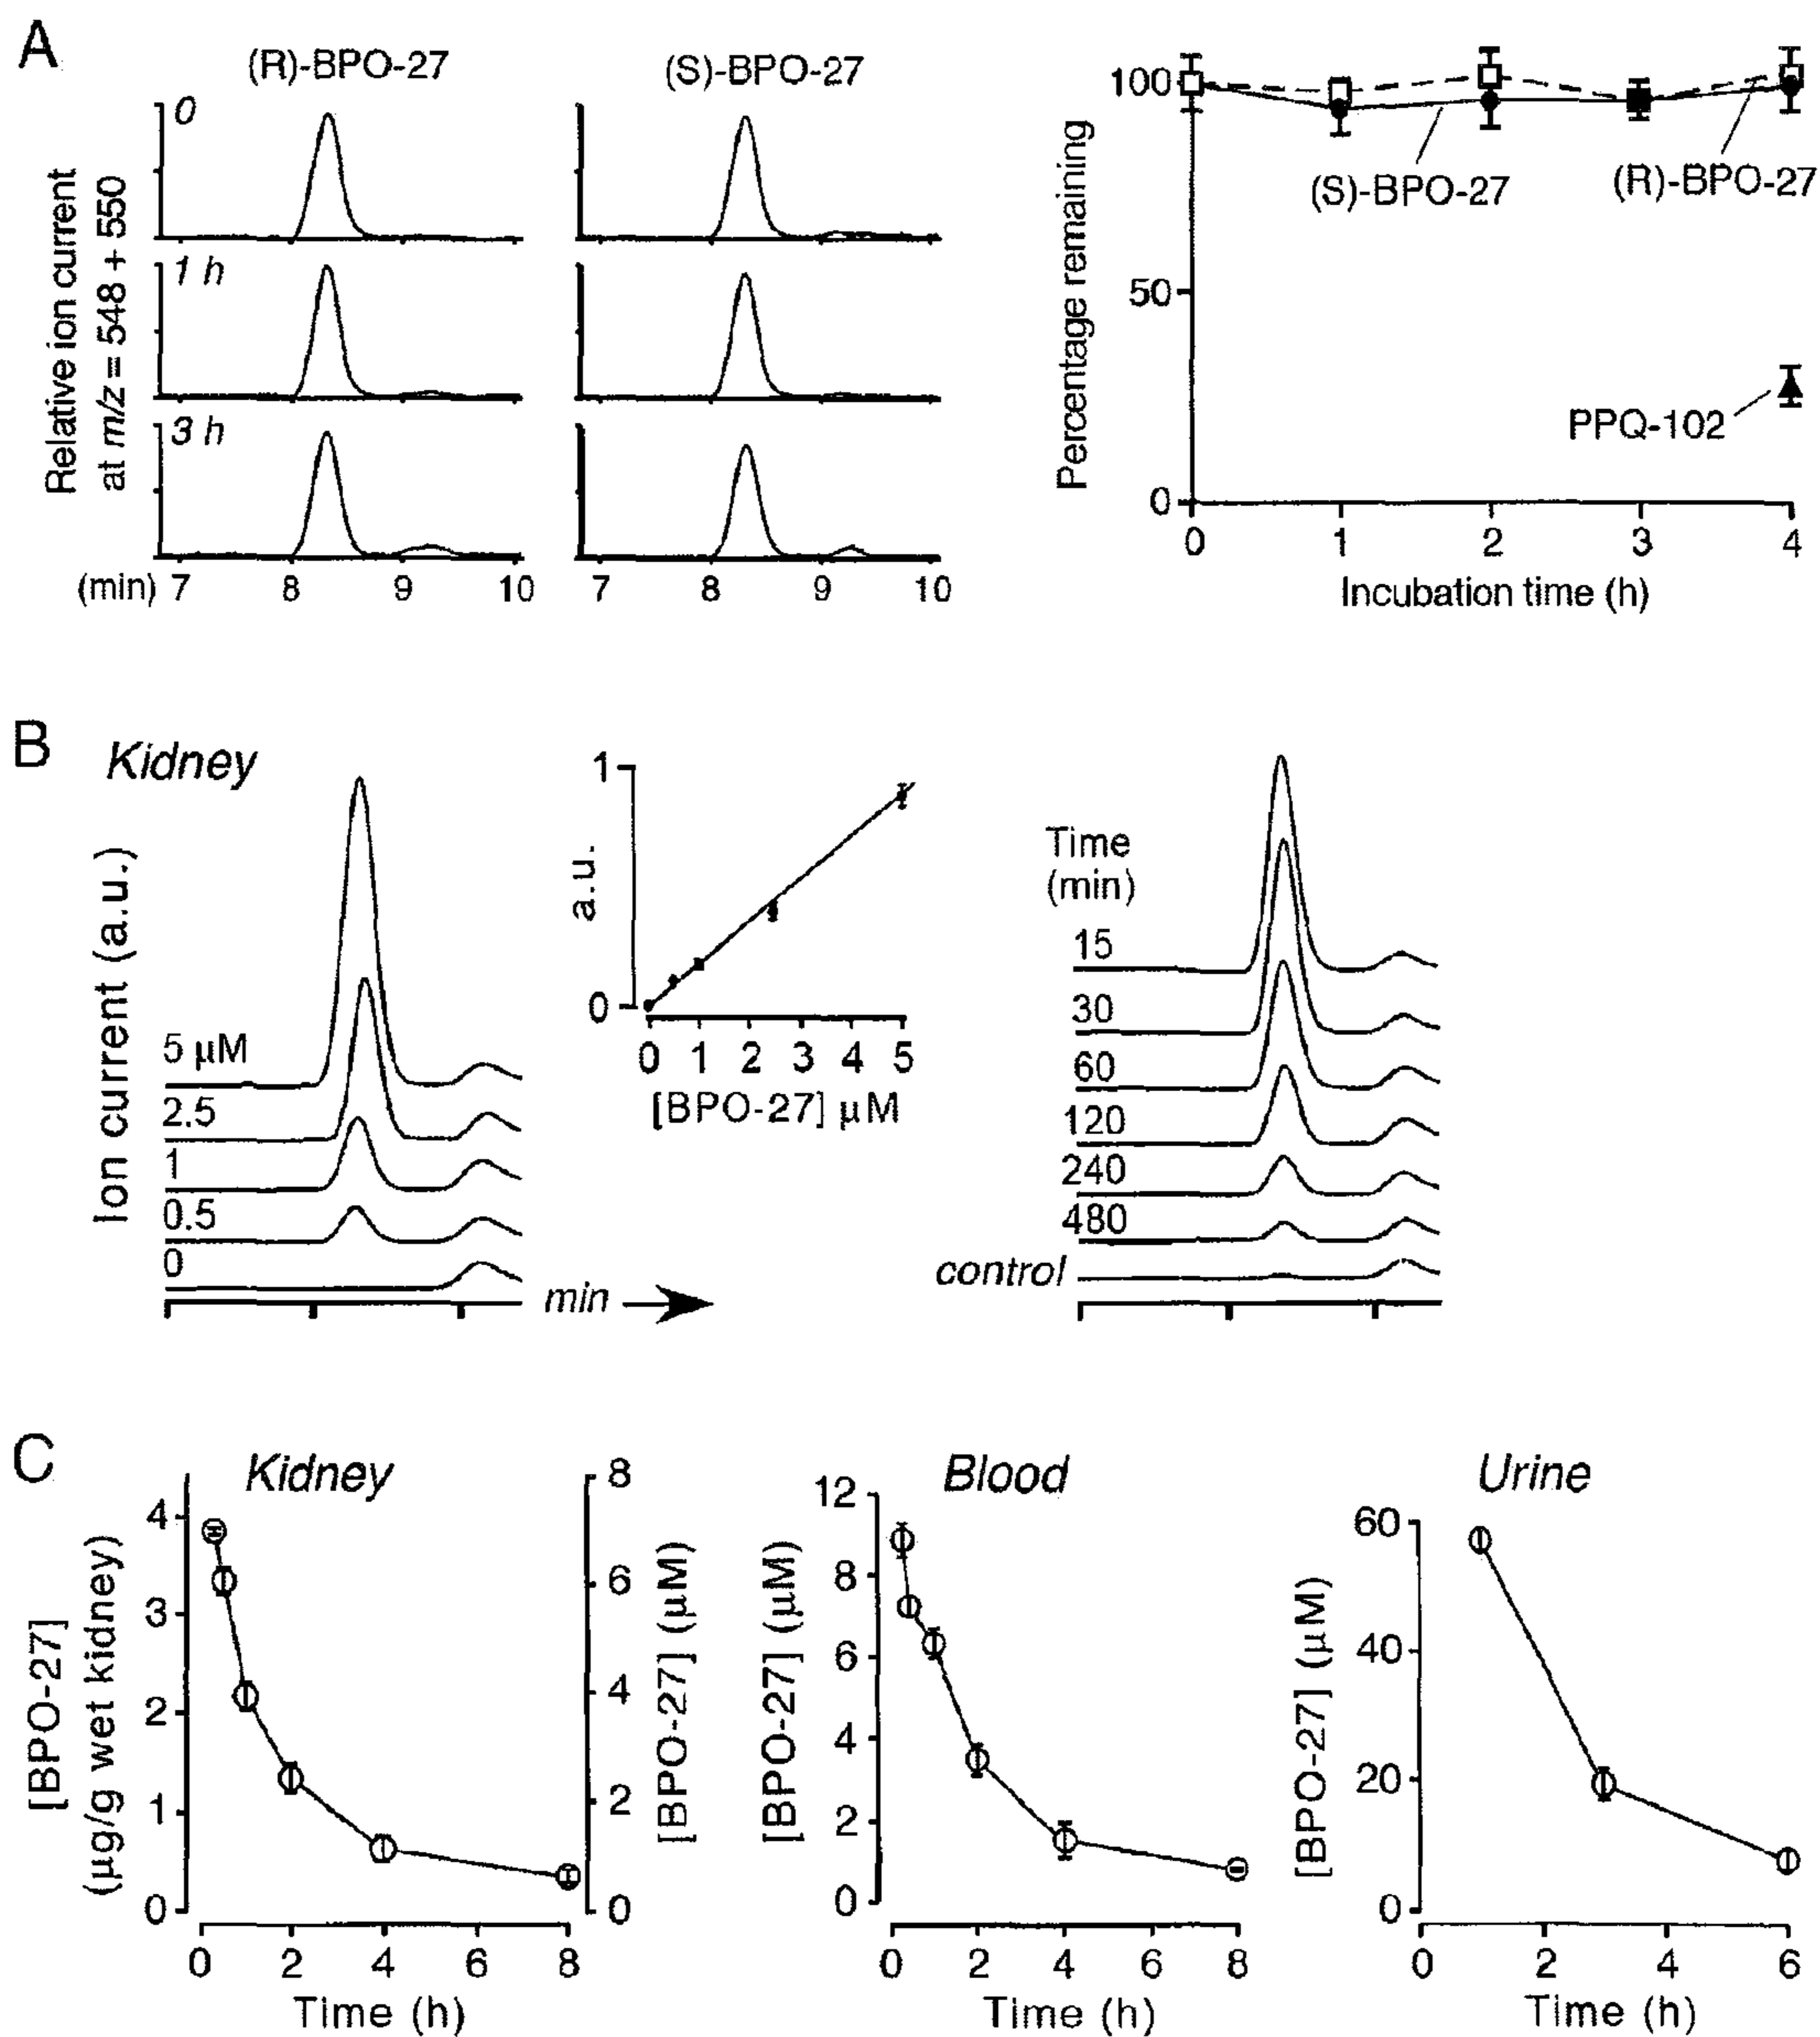 A
(R)-BPO-27
(S)-BPO-27
Relative ion current
at m/z = 548 + 550
0
1 h
3 h
(min) 7 8 9 10
7 8 9 10
Percentage remaining
100
50
0
(S)-BPO-27
(R)-BPO-27
PPQ-102
0 1 2 3 4
Incubation time (h)
B
Kidney
Ion current (a.u.)
5 μM
2.5
1
0.5
0
min
a.u.
1
0
0 1 2 3 4 5
[BPO-27] μM
Time
(min)
15
30
60
120
240
480
control
C
Kidney
[BPO-27]
(μg/g wet kidney)
4
3
2
1
0
8
6
4
2
0
[BPO-27] (μM)
0 2 4 6 8
Time (h)
Blood
[BPO-27] (μM)
12
8
6
4
2
0
0 2 4 6 8
Time (h)
Urine
[BPO-27] (μM)
60
40
20
0
0 2 4 6
Time (h)